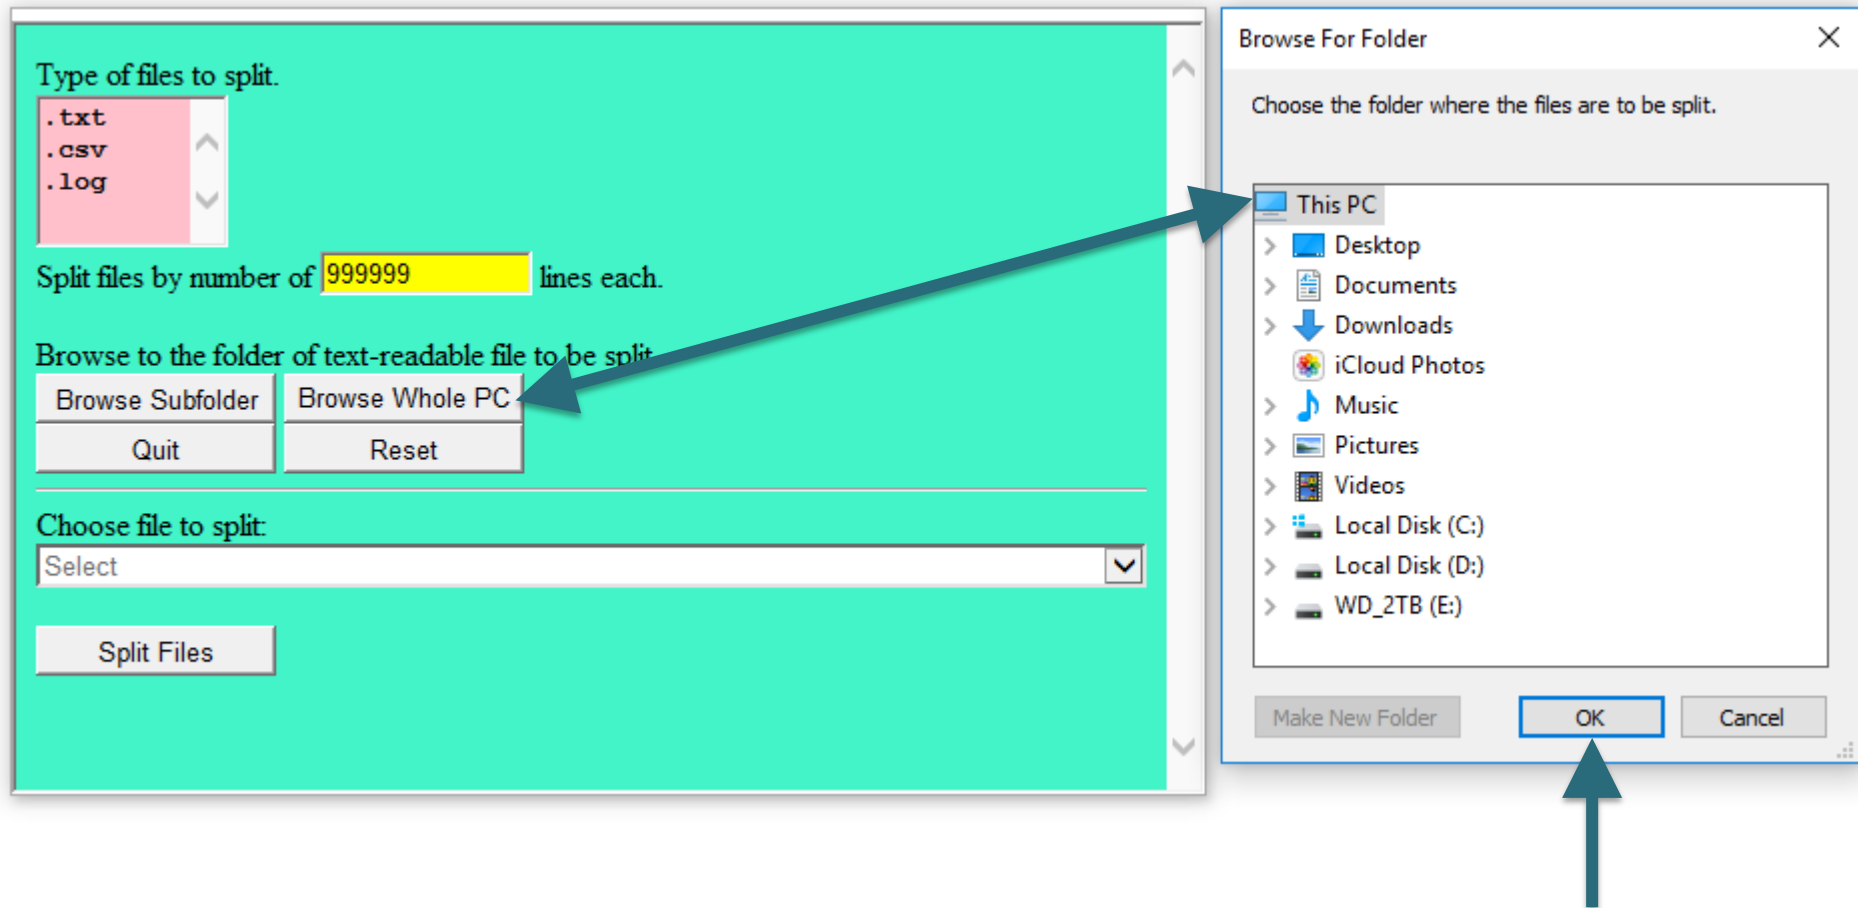 Type of files to split.
.txt
.csv
.log
Split files by number of 999999 lines each.
Browse to the folder of text-readable file to be split
Browse Subfolder Browse Whole PC
Quit Reset
Choose file to split:
Select
Split Files
Browse For Folder
Choose the folder where the files are to be split.
This PC
Desktop
Documents
Downloads
iCloud Photos
Music
Pictures
Videos
Local Disk (C:)
Local Disk (D:)
WD_2TB (E:)
Make New Folder OK Cancel